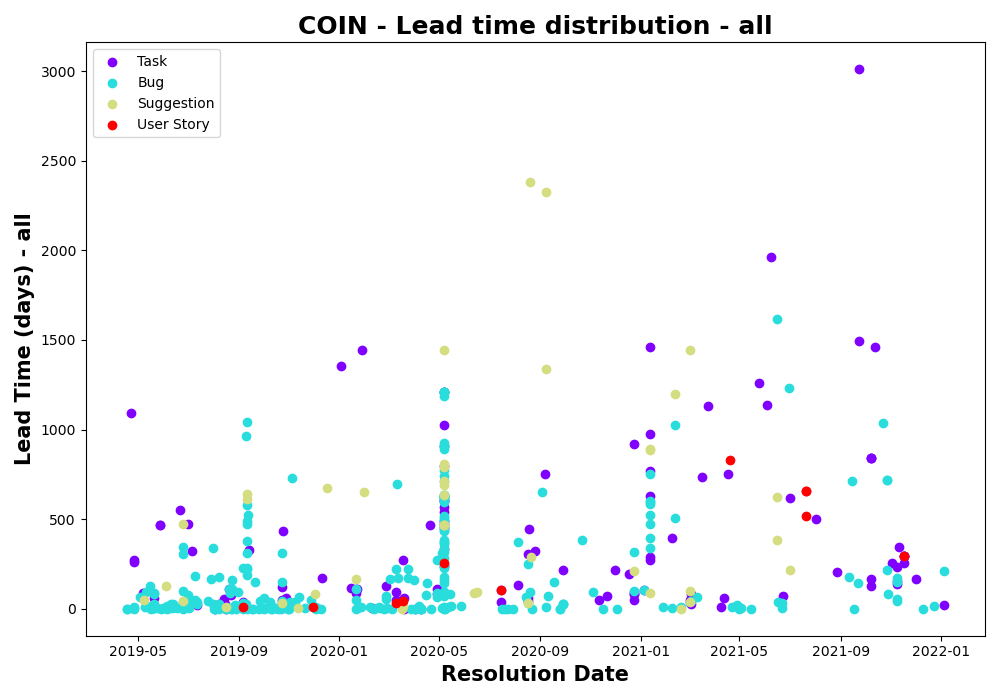 COIN - Lead time distribution - all
Task
Bug
Suggestion
User Story
3000
2500
2000
1500
1000
500
0
Lead Time (days) - all
2019-05 2019-09 2020-01 2020-05 2020-09 2021-01 2021-05 2021-09 2022-01
Resolution Date